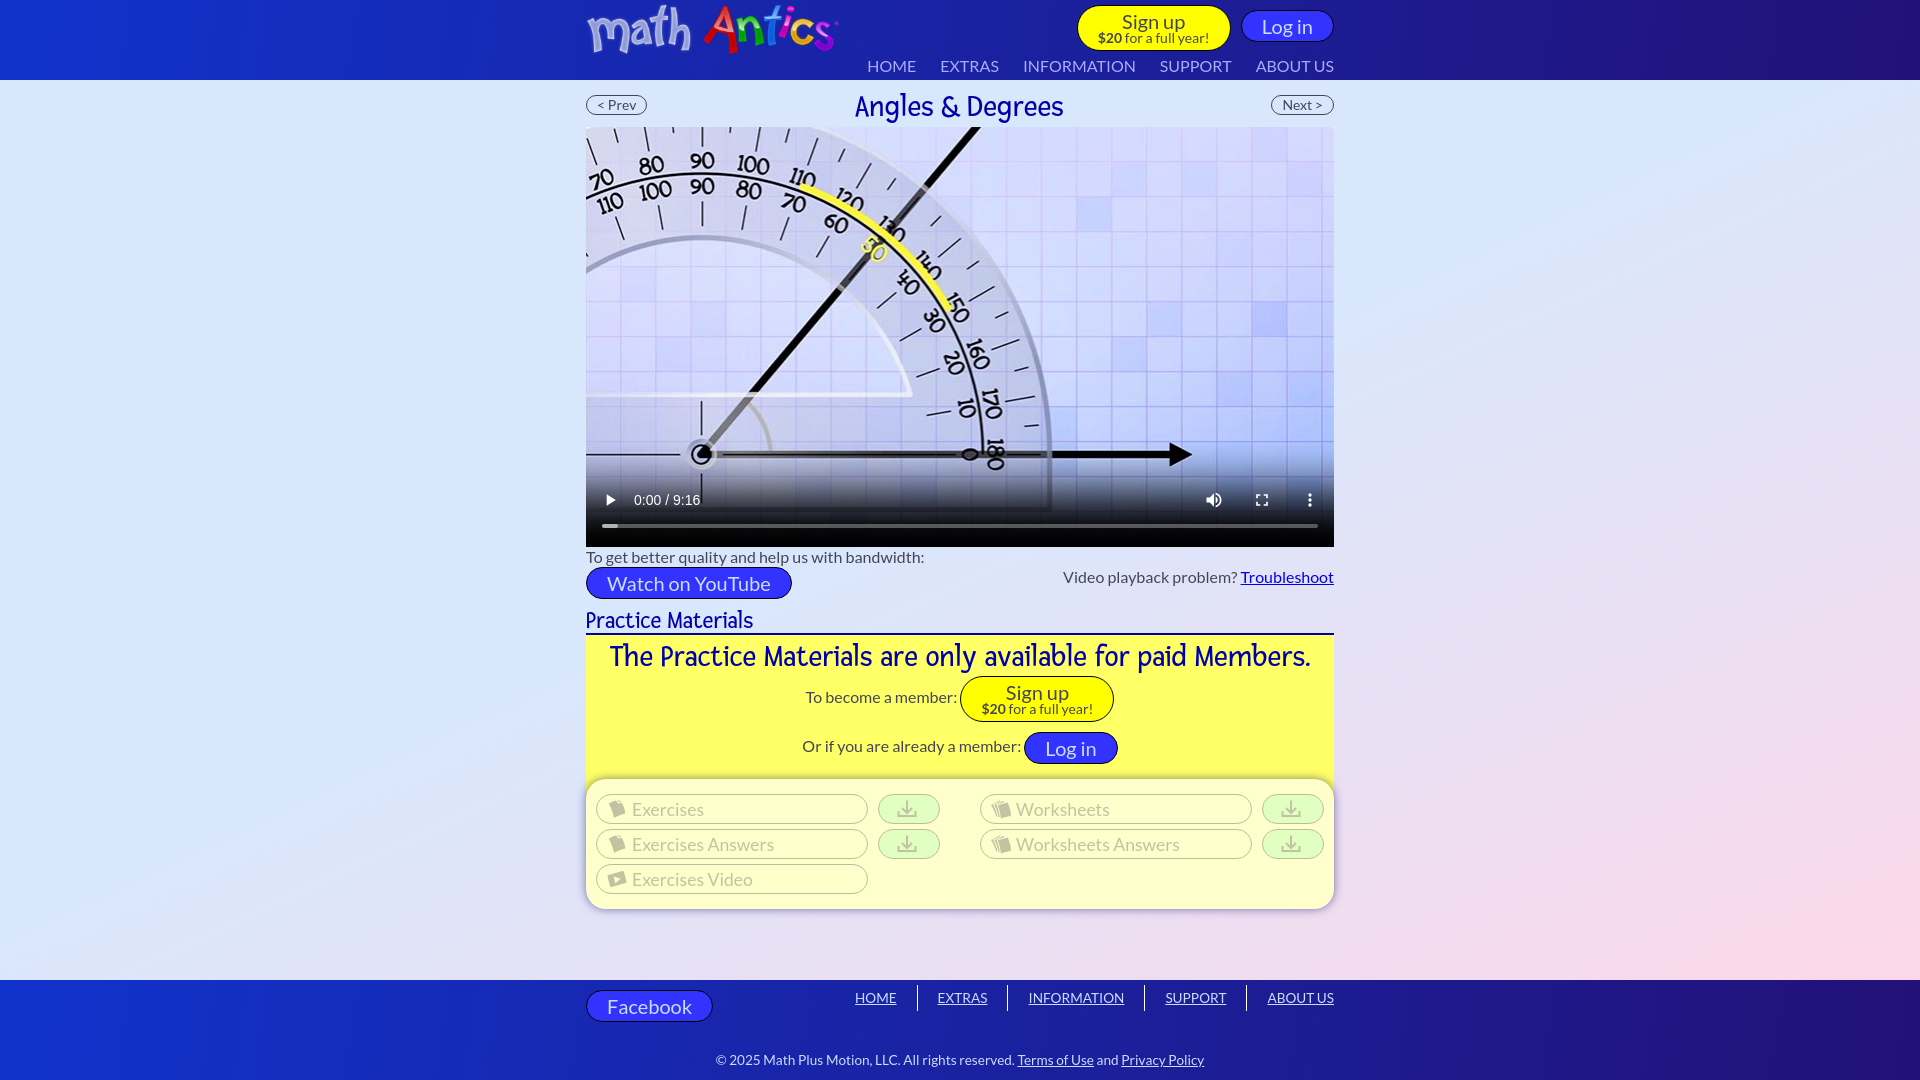 math Antics
Sign up
$20 for a full year!
Log in
HOME EXTRAS INFORMATION SUPPORT ABOUT US
< Prev
Angles & Degrees
Next >
70 80 90 100 110 120 130 140 150 160 170 180
110 100 90 80 70 60 50 40 30 20 10 0
0:00 / 9:16
To get better quality and help us with bandwidth:
Watch on YouTube
Video playback problem? Troubleshoot
Practice Materials
The Practice Materials are only available for paid Members.
To become a member:
Sign up
$20 for a full year!
Or if you are already a member: Log in
Exercises
Worksheets
Exercises Answers
Worksheets Answers
Exercises Video
Facebook
HOME EXTRAS INFORMATION SUPPORT ABOUT US
© 2025 Math Plus Motion, LLC. All rights reserved. Terms of Use and Privacy Policy